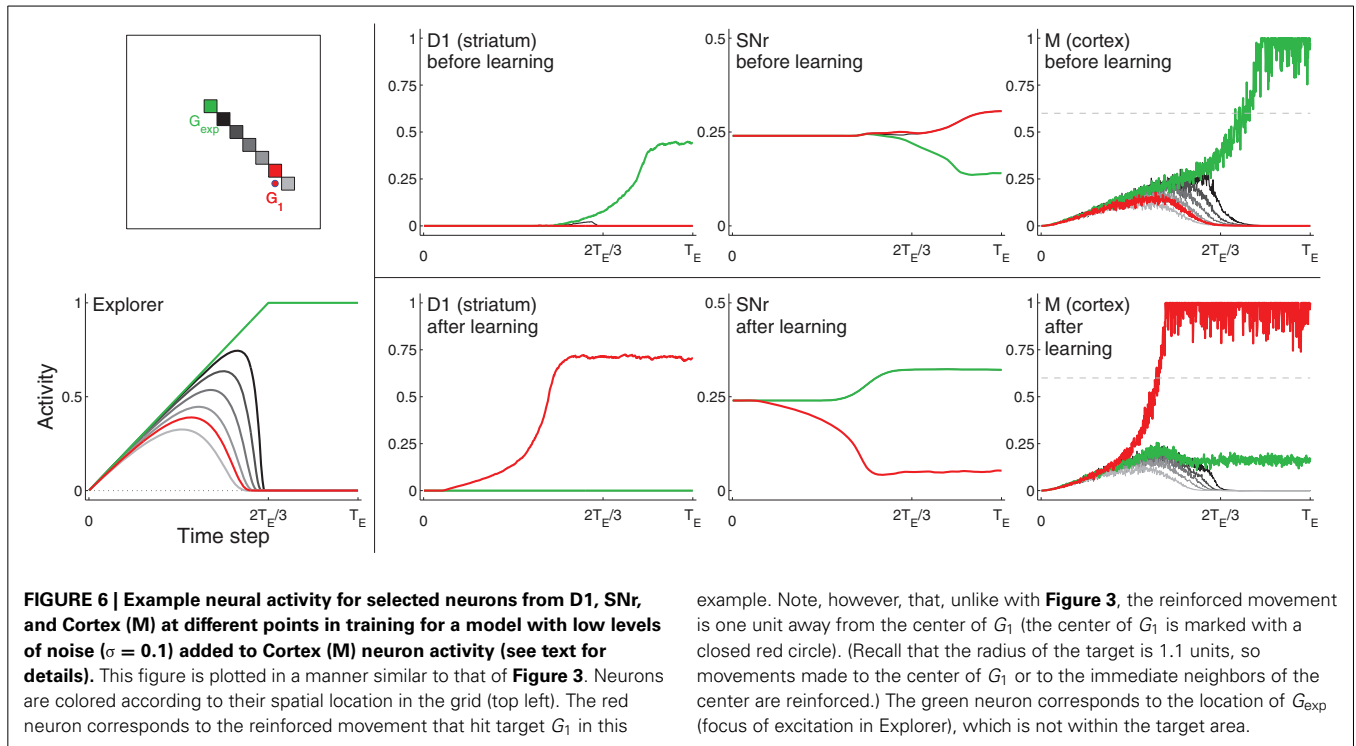 G_exp
G_1
D1 (striatum)
before learning
1
0.75
0.5
0.25
0
0
2T_E/3
T_E
SNr
before learning
0.5
0.25
0
0
2T_E/3
T_E
M (cortex)
before learning
1
0.75
0.5
0.25
0
0
2T_E/3
T_E
Explorer
Activity
1
0.5
0
0
2T_E/3
T_E
Time step
D1 (striatum)
after learning
1
0.75
0.5
0.25
0
0
2T_E/3
T_E
SNr
after learning
0.5
0.25
0
0
2T_E/3
T_E
M (cortex)
after
learning
1
0.75
0.5
0.25
0
0
2T_E/3
T_E
FIGURE 6 | Example neural activity for selected neurons from D1, SNr,
and Cortex (M) at different points in training for a model with low levels
of noise (σ = 0.1) added to Cortex (M) neuron activity (see text for
details). This figure is plotted in a manner similar to that of Figure 3. Neurons
are colored according to their spatial location in the grid (top left). The red
neuron corresponds to the reinforced movement that hit target G1 in this
example. Note, however, that, unlike with Figure 3, the reinforced movement
is one unit away from the center of G1 (the center of G1 is marked with a
closed red circle). (Recall that the radius of the target is 1.1 units, so
movements made to the center of G1 or to the immediate neighbors of the
center are reinforced.) The green neuron corresponds to the location of Gexp
(focus of excitation in Explorer), which is not within the target area.